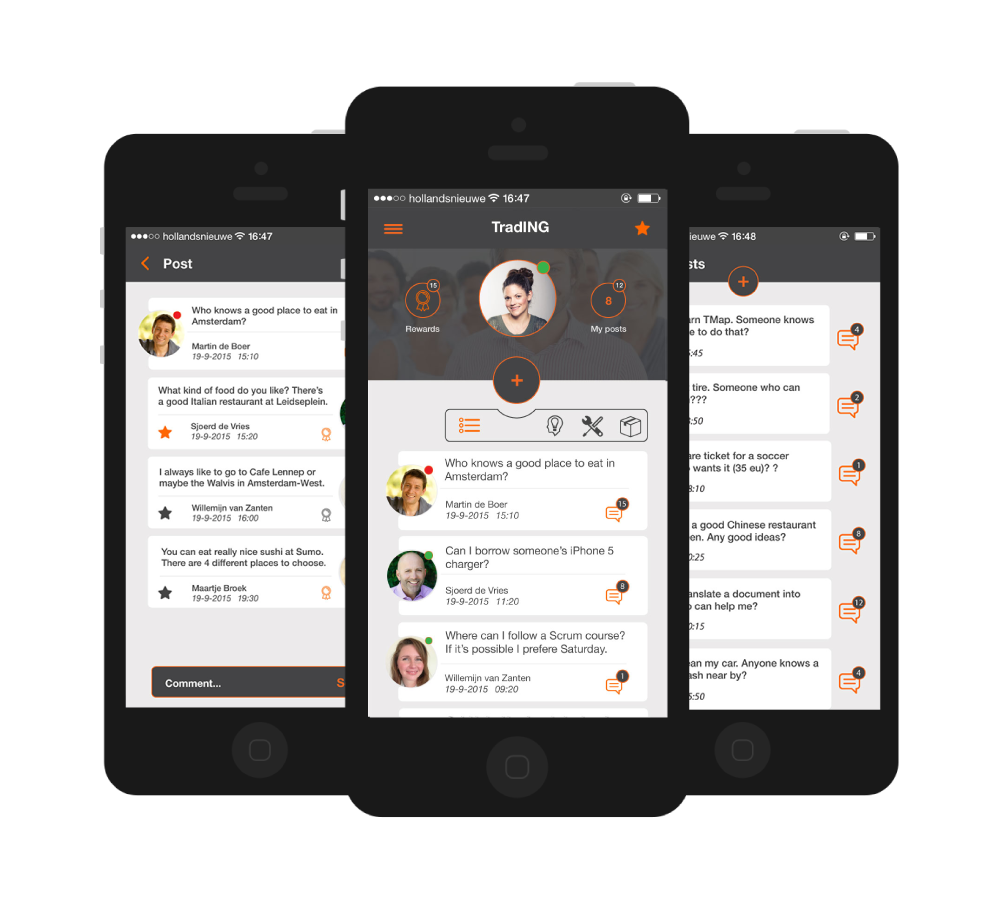 hollandsnieuwe 16:47
Post
Who knows a good place to eat in
Amsterdam?
Martin de Boer
19-9-2015 15:10
What kind of food do you like? There's
a good Italian restaurant at Leidseplein.
Sjoerd de Vries
19-9-2015 15:20
I always like to go to Cafe Lennep or
maybe the Walvis in Amsterdam-West.
Willemijn van Zanten
19-9-2015 16:00
You can eat really nice sushi at Sumo.
There are 4 different places to choose.
Maartje Broek
19-9-2015 19:30
Comment...
S
hollandsnieuwe 16:47
TradING
15
Rewards
12
8
My posts
+
Who knows a good place to eat in
Amsterdam?
Martin de Boer
19-9-2015 15:10
15
Can I borrow someone's iPhone 5
charger?
Sjoerd de Vries
19-9-2015 11:20
8
Where can I follow a Scrum course?
If it's possible I prefere Saturday.
Willemijn van Zanten
19-9-2015 09:20
1
ieuwe 16:48
sts
+
arn TMap. Someone knows
e to do that?
5:45
4
tire. Someone who can
???
3:50
2
are ticket for a soccer
wants it (35 eu)? ?
8:10
1
a good Chinese restaurant
en. Any good ideas?
0:25
8
anslate a document into
o can help me?
0:15
12
ean my car. Anyone knows a
ash near by?
5:50
4